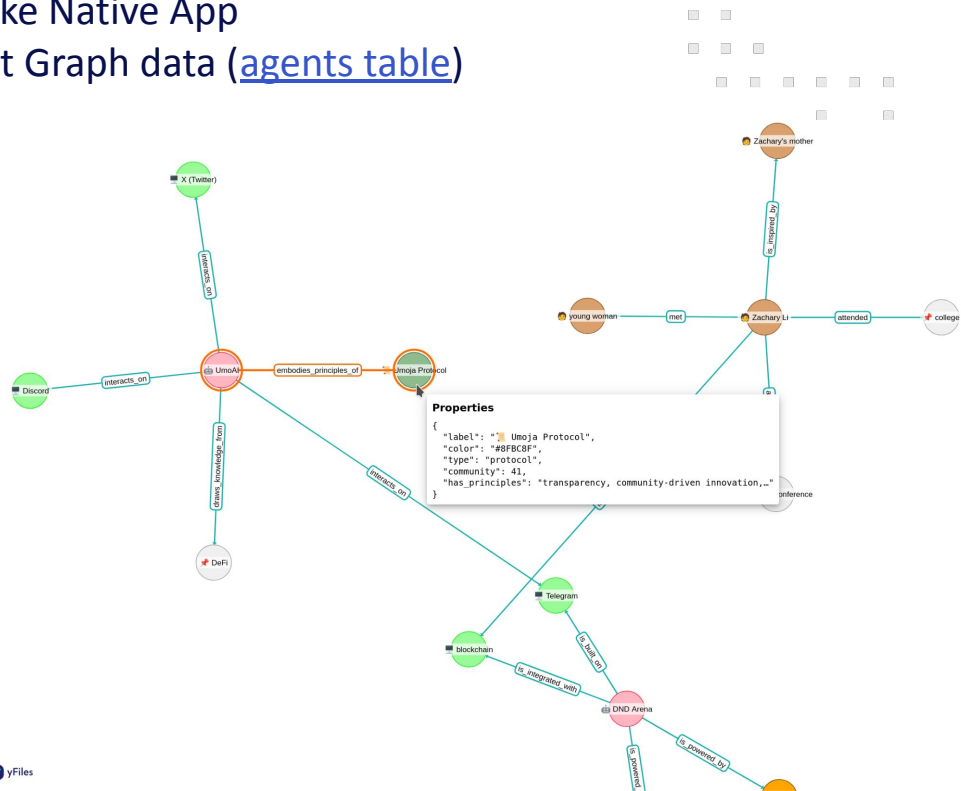 ke Native App
t Graph data (agents table)
Zachary's mother
X (Twitter)
is_inspired_by
interacts_on
young woman
met
Zachary Li
attended
college
UmoAI
embodies_principles_of
Umoja Protocol
interacts_on
Discord
Properties
{
"label": "📜 Umoja Protocol",
"color": "#8FBC8F",
"type": "protocol",
"community": 41,
"has_principles": "transparency, community-driven innovation,…"
}
draws_knowledge_from
interacts_on
onference
DeFi
Telegram
blockchain
is_built_on
is_integrated_with
DND Arena
is_powered_by
is_powered
yFiles